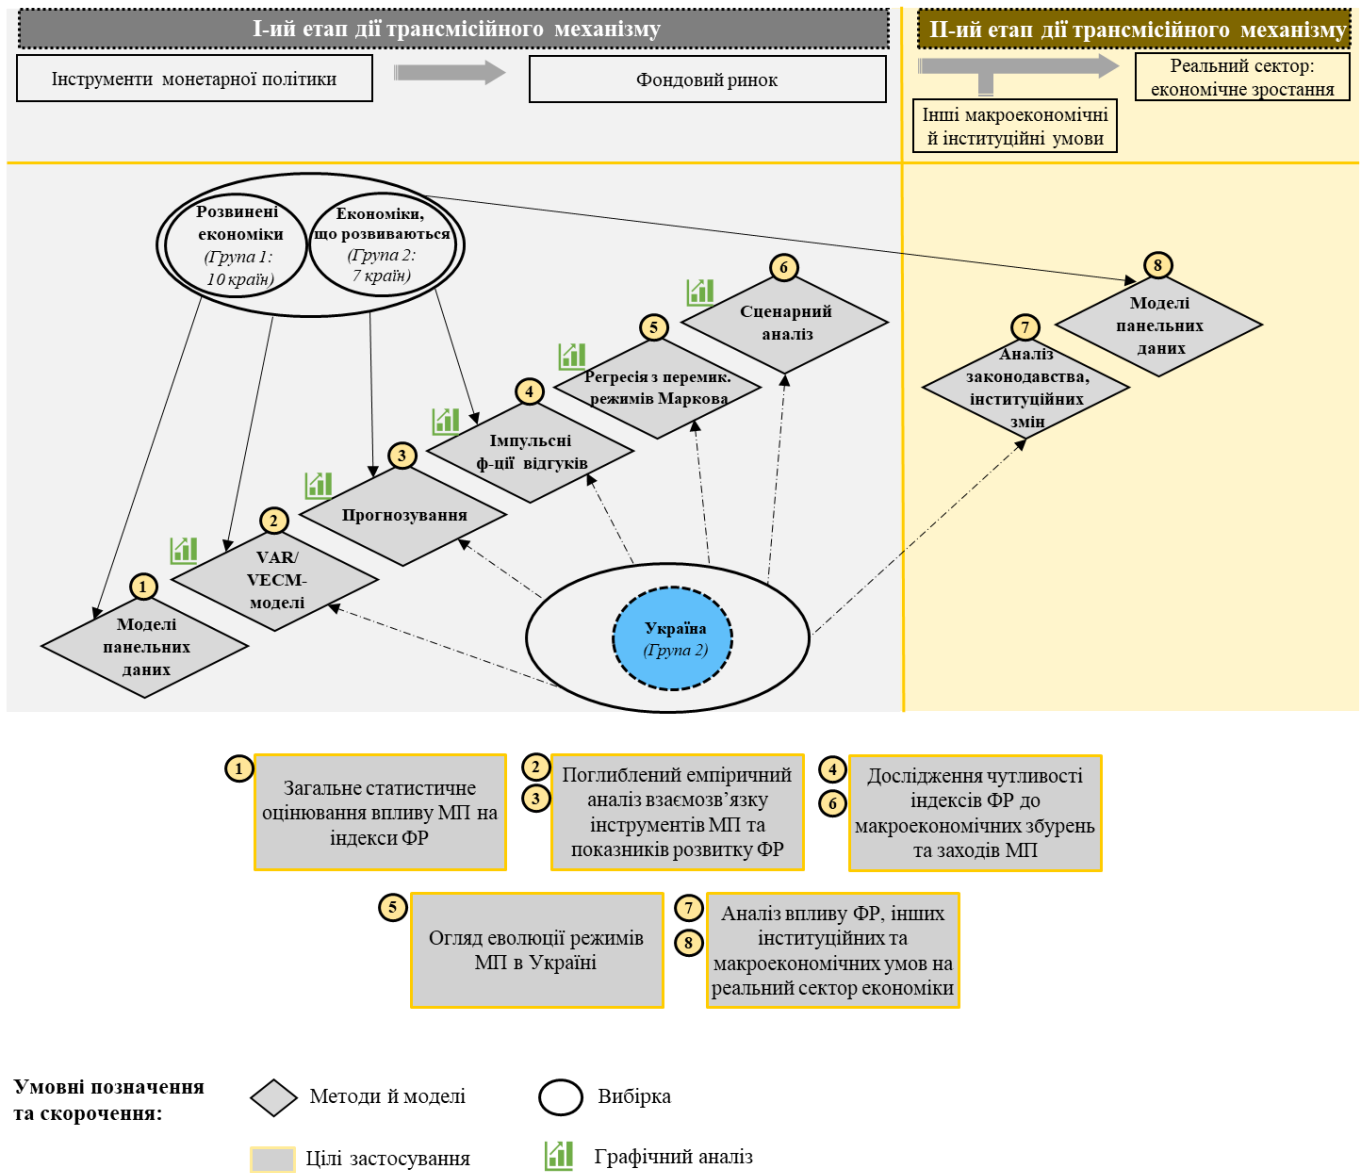 І-ий етап дії трансмісійного механізму
ІІ-ий етап дії трансмісійного механізму
Інструменти монетарної політики
Фондовий ринок
Реальний сектор:
економічне зростання
Інші макроекономічні
й інституційні умови
Розвинені
економіки
(Група 1:
10 країн)
Економіки,
що розвиваються
(Група 2:
7 країн)
6
Сценарний
аналіз
8
Моделі
панельних
даних
7
Аналіз
законодавства,
інституційних
змін
5
Регресія з перемик.
режимів Маркова
4
Імпульсні
ф-ції відгуків
3
Прогнозування
2
VAR/
VECM-
моделі
1
Моделі
панельних
даних
Україна
(Група 2)
1
Загальне статистичне
оцінювання впливу МП на
індекси ФР
2
3
Поглиблений емпіричний
аналіз взаємозв’язку
інструментів МП та
показників розвитку ФР
4
6
Дослідження чутливості
індексів ФР до
макроекономічних збурень
та заходів МП
5
Огляд еволюції режимів
МП в Україні
7
8
Аналіз впливу ФР, інших
інституційних та
макроекономічних умов на
реальний сектор економіки
Умовні позначення
та скорочення:
Методи й моделі
Вибірка
Цілі застосування
Графічний аналіз